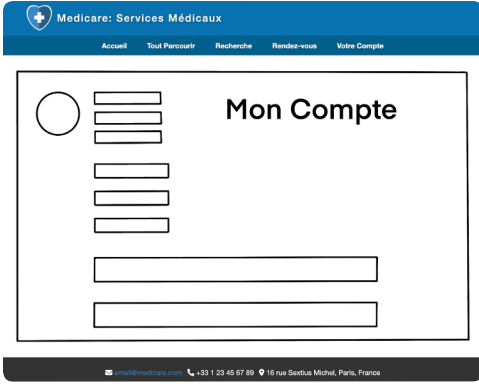 Medicare: Services Médicaux
Accueil Tout Parcourir Recherche Rendez-vous Votre Compte
Mon Compte
email@medicare.com +33 1 23 45 67 89 16 rue Sextius Michel, Paris, France